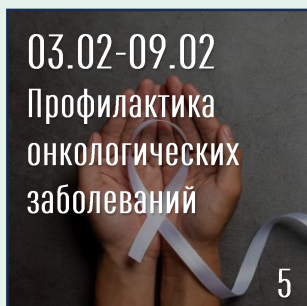 03.02-09.02
Профилактика
онкологических
заболеваний
5